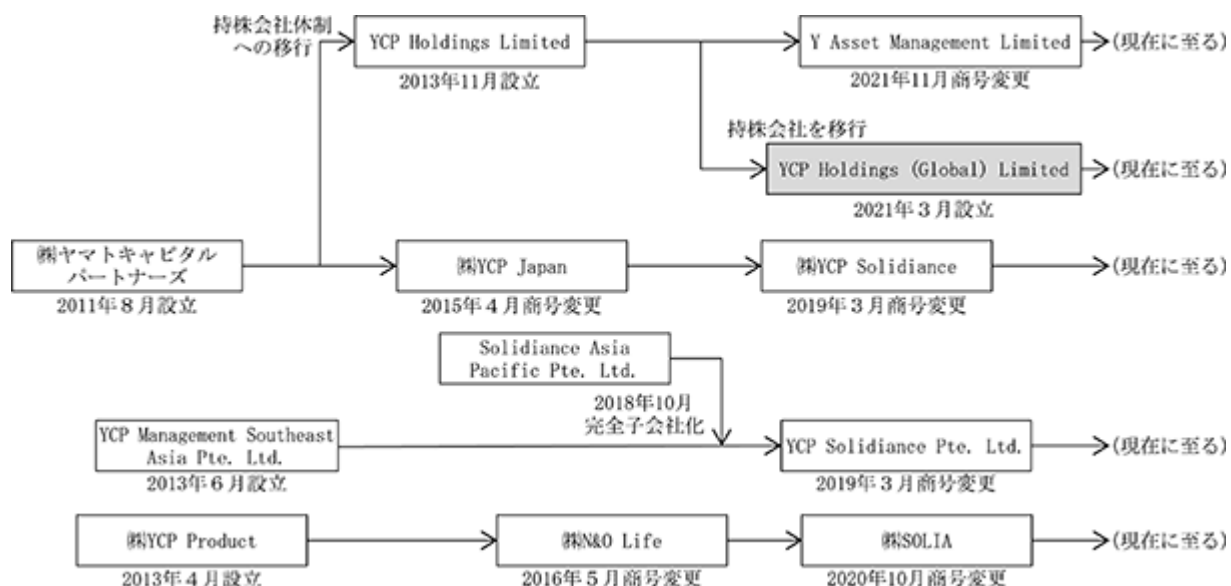 持株会社体制
への移行
YCP Holdings Limited
2013年11月設立
Y Asset Management Limited
2021年11月商号変更
(現在に至る)
持株会社を移行
YCP Holdings (Global) Limited
2021年3月設立
(現在に至る)
㈱ヤマトキャピタル
パートナーズ
2011年8月設立
㈱YCP Japan
2015年4月商号変更
㈱YCP Solidiance
2019年3月商号変更
(現在に至る)
Solidiance Asia
Pacific Pte. Ltd.
2018年10月
完全子会社化
YCP Management Southeast
Asia Pte. Ltd.
2013年6月設立
YCP Solidiance Pte. Ltd.
2019年3月商号変更
(現在に至る)
㈱YCP Product
2013年4月設立
㈱N&O Life
2016年5月商号変更
㈱SOLIA
2020年10月商号変更
(現在に至る)